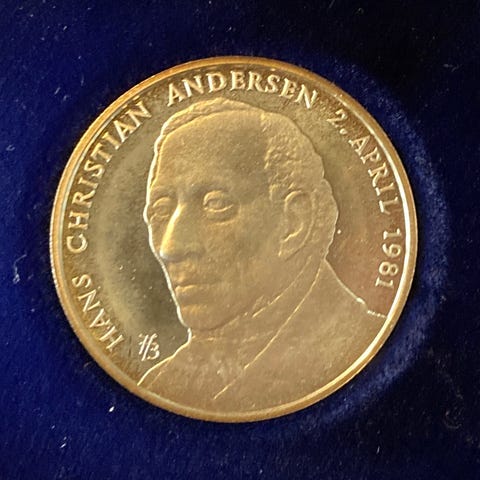 HANS CHRISTIAN ANDERSEN 2. APRIL 1981